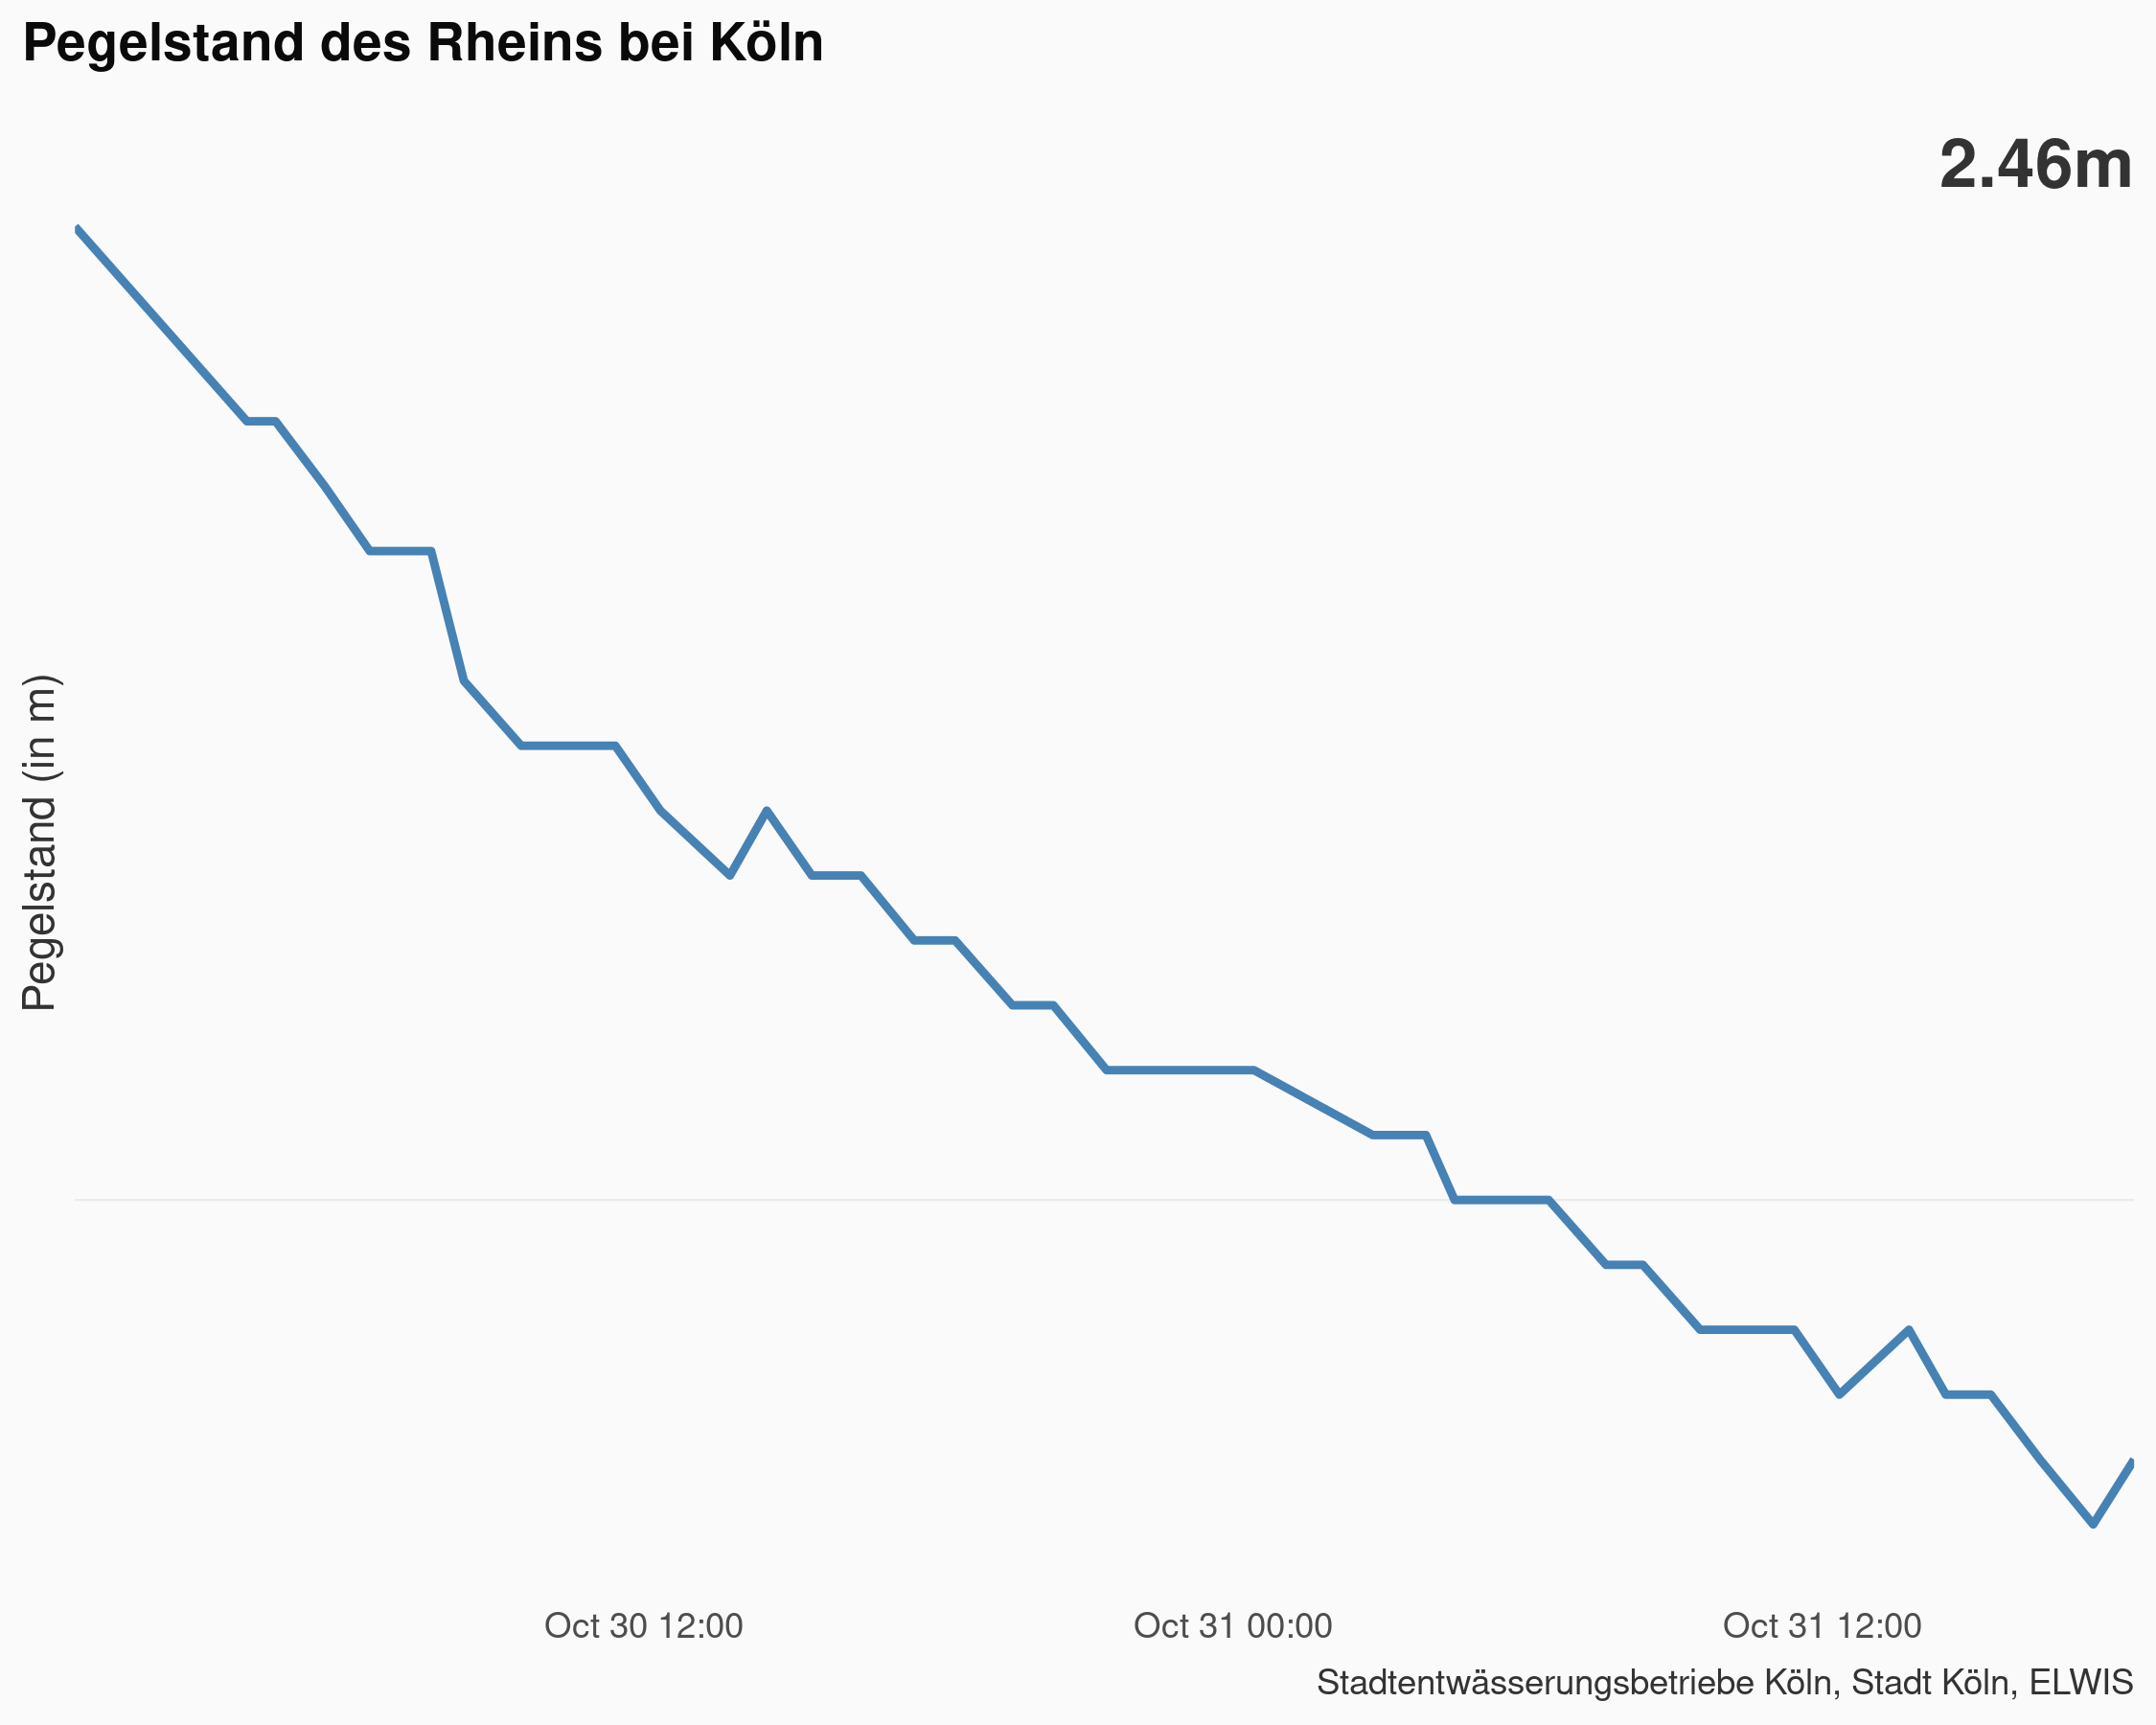 Pegelstand des Rheins bei Köln
2.46m
Pegelstand (in m)
Oct 30 12:00
Oct 31 00:00
Oct 31 12:00
Stadtentwässerungsbetriebe Köln, Stadt Köln, ELWIS